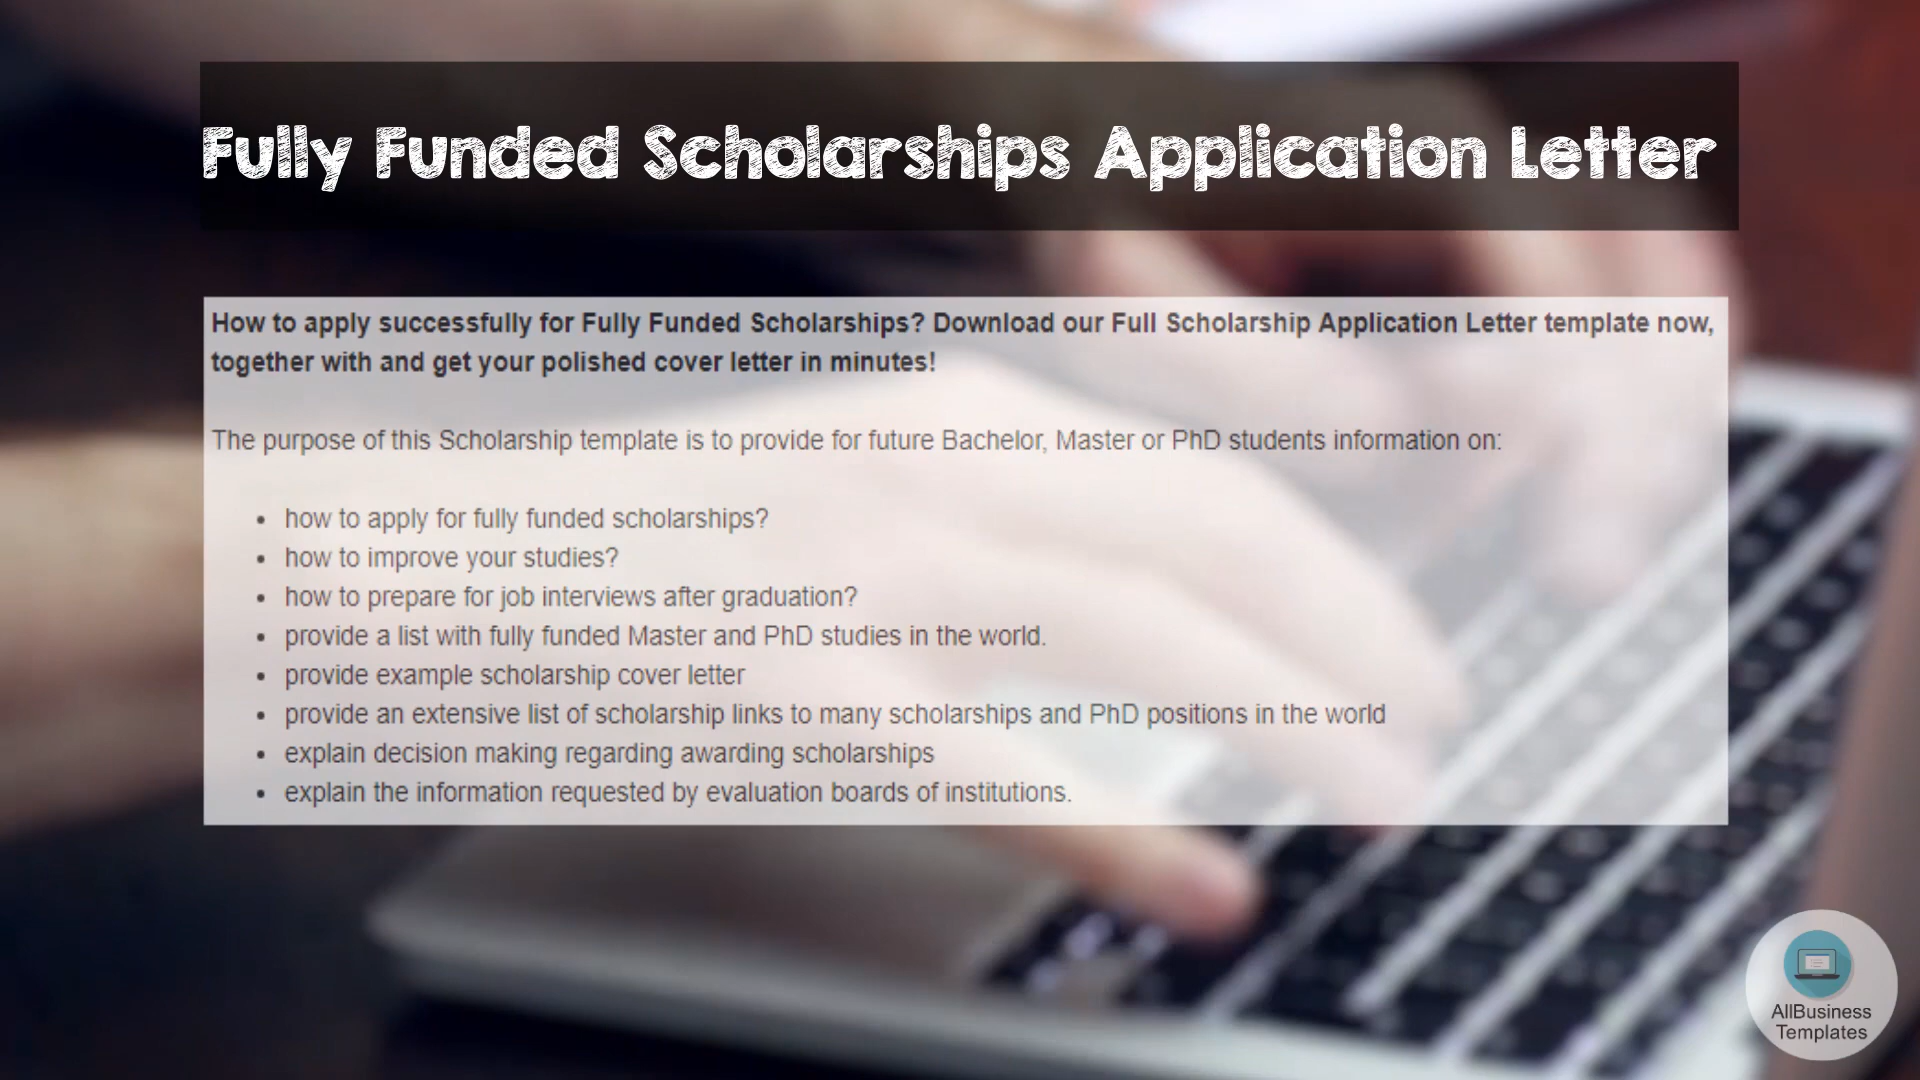 Fully Funded Scholarships Application Letter
How to apply successfully for Fully Funded Scholarships? Download our Full Scholarship Application Letter template now,
together with and get your polished cover letter in minutes!
The purpose of this Scholarship template is to provide for future Bachelor, Master or PhD students information on:
• how to apply for fully funded scholarships?
• how to improve your studies?
• how to prepare for job interviews after graduation?
• provide a list with fully funded Master and PhD studies in the world.
• provide example scholarship cover letter
• provide an extensive list of scholarship links to many scholarships and PhD positions in the world
• explain decision making regarding awarding scholarships
• explain the information requested by evaluation boards of institutions.
AllBusiness
Templates